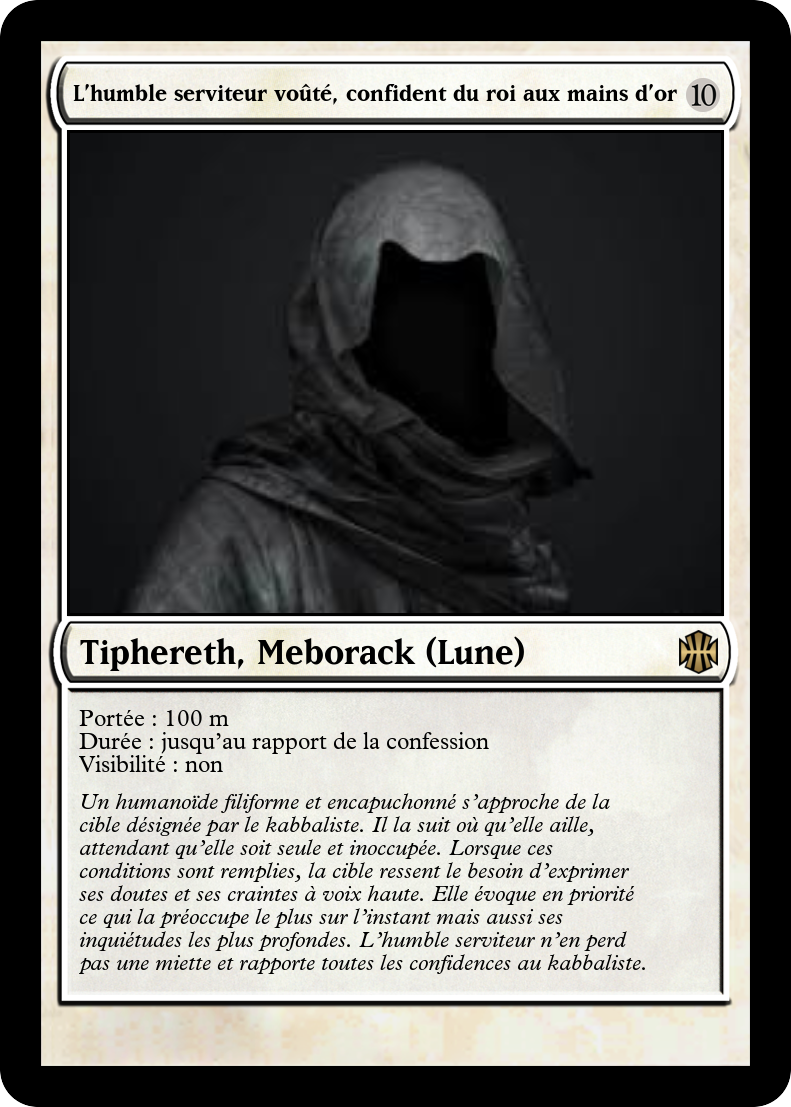 L'humble serviteur voûté, confident du roi aux mains d'or 10
Tiphereth, Meborack (Lune)
Portée : 100 m
Durée : jusqu'au rapport de la confession
Visibilité : non
Un humanoïde filiforme et encapuchonné s'approche de la
cible désignée par le kabbaliste. Il la suit où qu'elle aille,
attendant qu'elle soit seule et inoccupée. Lorsque ces
conditions sont remplies, la cible ressent le besoin d'exprimer
ses doutes et ses craintes à voix haute. Elle évoque en priorité
ce qui la préoccupe le plus sur l'instant mais aussi ses
inquiétudes les plus profondes. L'humble serviteur n'en perd
pas une miette et rapporte toutes les confidences au kabbaliste.